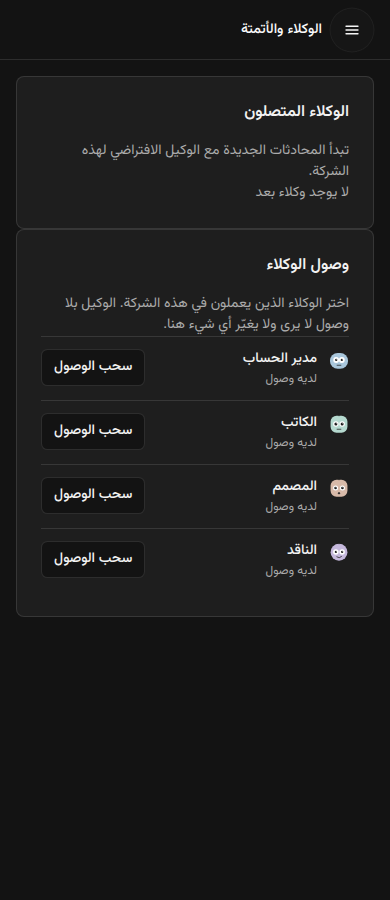 الوكلاء والأتمتة
الوكلاء المتصلون
تبدأ المحادثات الجديدة مع الوكيل الافتراضي لهذه
الشركة.
لا يوجد وكلاء بعد
وصول الوكلاء
اختر الوكلاء الذين يعملون في هذه الشركة. الوكيل بلا
وصول لا يرى ولا يغيّر أي شيء هنا.
مدير الحساب
لديه وصول
سحب الوصول
الكاتب
لديه وصول
سحب الوصول
المصمم
لديه وصول
سحب الوصول
الناقد
لديه وصول
سحب الوصول